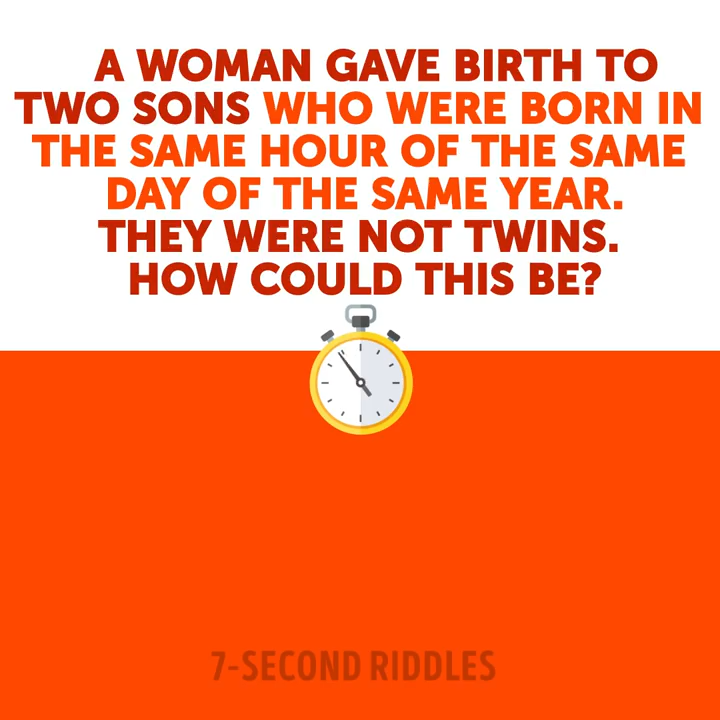 A WOMAN GAVE BIRTH TO
TWO SONS WHO WERE BORN IN
THE SAME HOUR OF THE SAME
DAY OF THE SAME YEAR.
THEY WERE NOT TWINS.
HOW COULD THIS BE?
7-SECOND RIDDLES